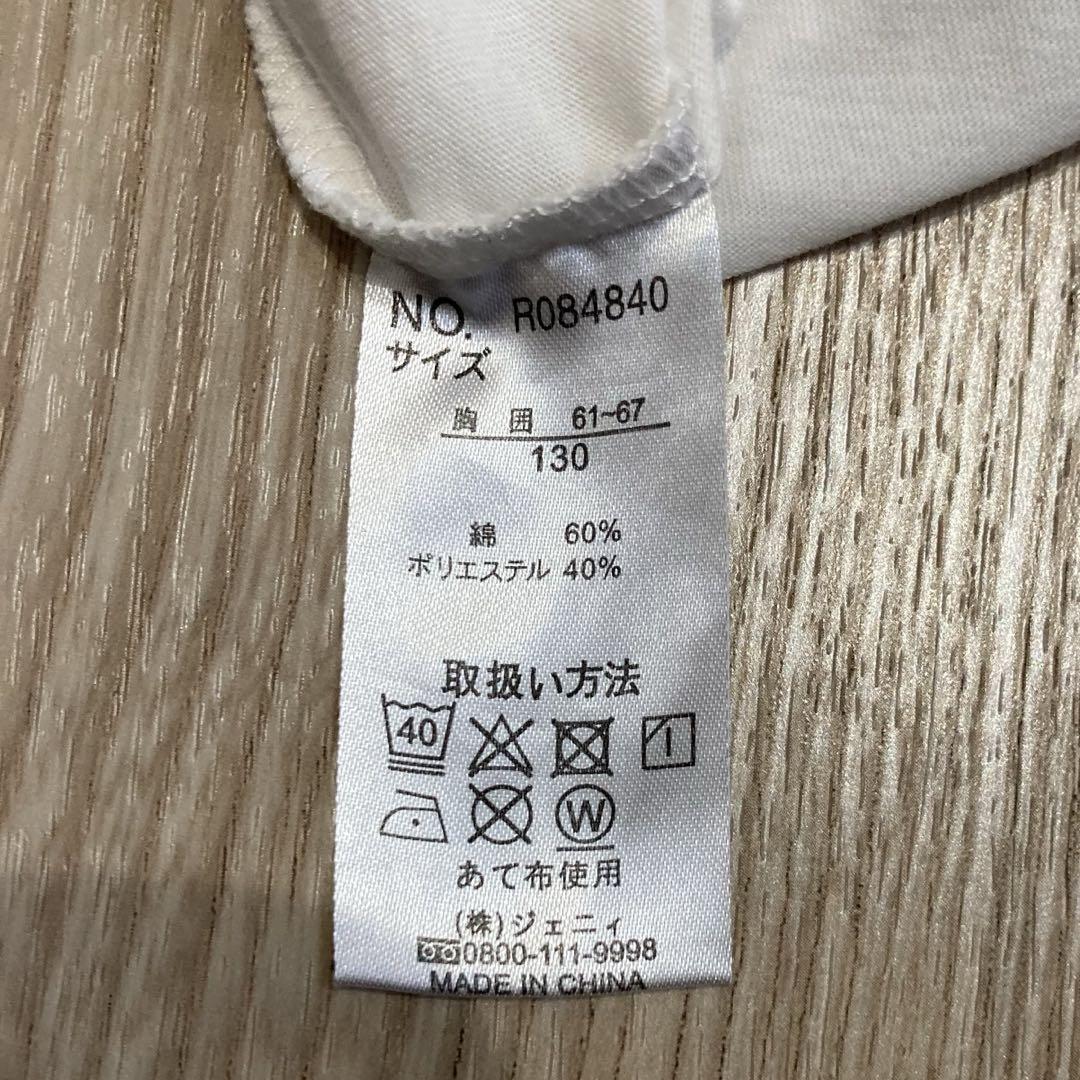 NO. R084840
サイズ
胸囲 61~67
130
綿 60%
ポリエステル 40%
取扱い方法
40
W
あて布使用
(株)ジェニィ
0800-111-9998
MADE IN CHINA